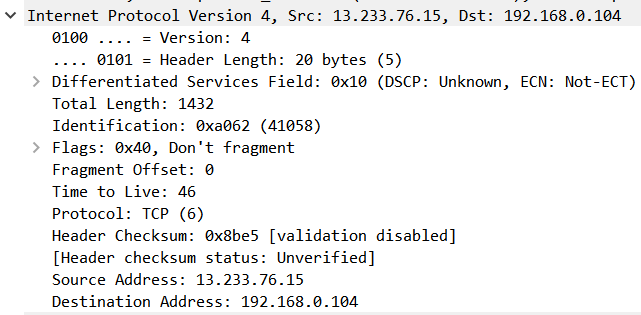 Internet Protocol Version 4, Src: 13.233.76.15, Dst: 192.168.0.104
0100 .... = Version: 4
.... 0101 = Header Length: 20 bytes (5)
Differentiated Services Field: 0x10 (DSCP: Unknown, ECN: Not-ECT)
Total Length: 1432
Identification: 0xa062 (41058)
Flags: 0x40, Don't fragment
Fragment Offset: 0
Time to Live: 46
Protocol: TCP (6)
Header Checksum: 0x8be5 [validation disabled]
[Header checksum status: Unverified]
Source Address: 13.233.76.15
Destination Address: 192.168.0.104